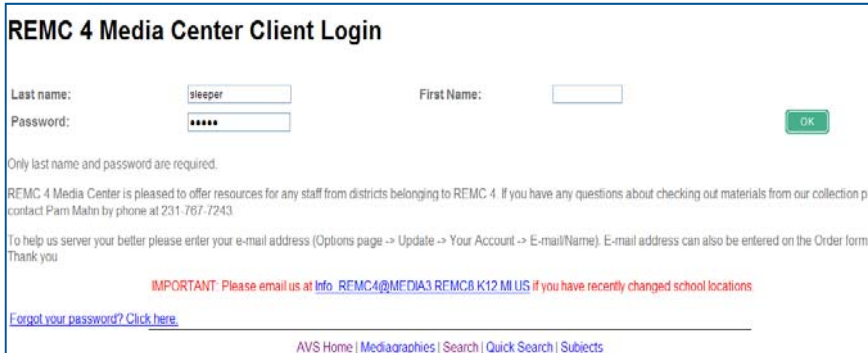 REMC 4 Media Center Client Login
Last name: sleeper First Name:
Password: •••••
OK
Only last name and password are required.
REMC 4 Media Center is pleased to offer resources for any staff from districts belonging to REMC 4. If you have any questions about checking out materials from our collection p
contact Pam Mahn by phone at 231-767-7243.
To help us server your better please enter your e-mail address (Options page -> Update -> Your Account -> E-mail/Name). E-mail address can also be entered on the Order form
Thank you
IMPORTANT: Please email us at Info_REMC4@MEDIA3.REMC8.K12.MI.US if you have recently changed school locations.
Forgot your password? Click here.
AVS Home | Mediagraphies | Search | Quick Search | Subjects